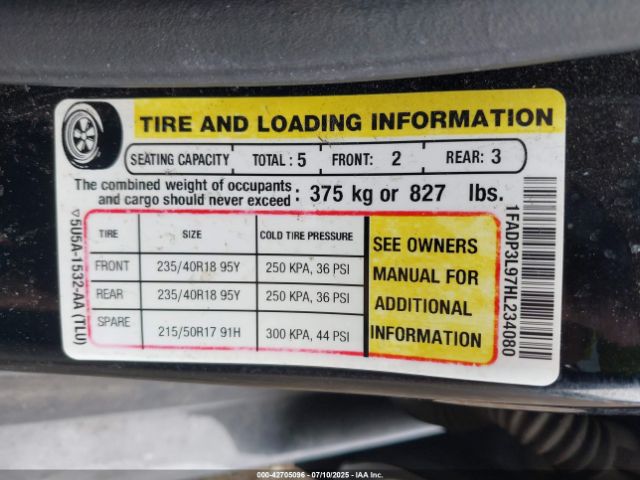 TIRE AND LOADING INFORMATION
SEATING CAPACITY TOTAL : 5 FRONT: 2 REAR: 3
The combined weight of occupants
and cargo should never exceed : 375 kg or 827 lbs.
TIRE SIZE COLD TIRE PRESSURE
FRONT 235/40R18 95Y 250 KPA, 36 PSI
REAR 235/40R18 95Y 250 KPA, 36 PSI
SPARE 215/50R17 91H 300 KPA, 44 PSI
SEE OWNERS
MANUAL FOR
ADDITIONAL
INFORMATION
5U5A-1532-AA (TLU)
1FADP3L97HL234080
000-42705096 - 07/10/2025 - IAA Inc.